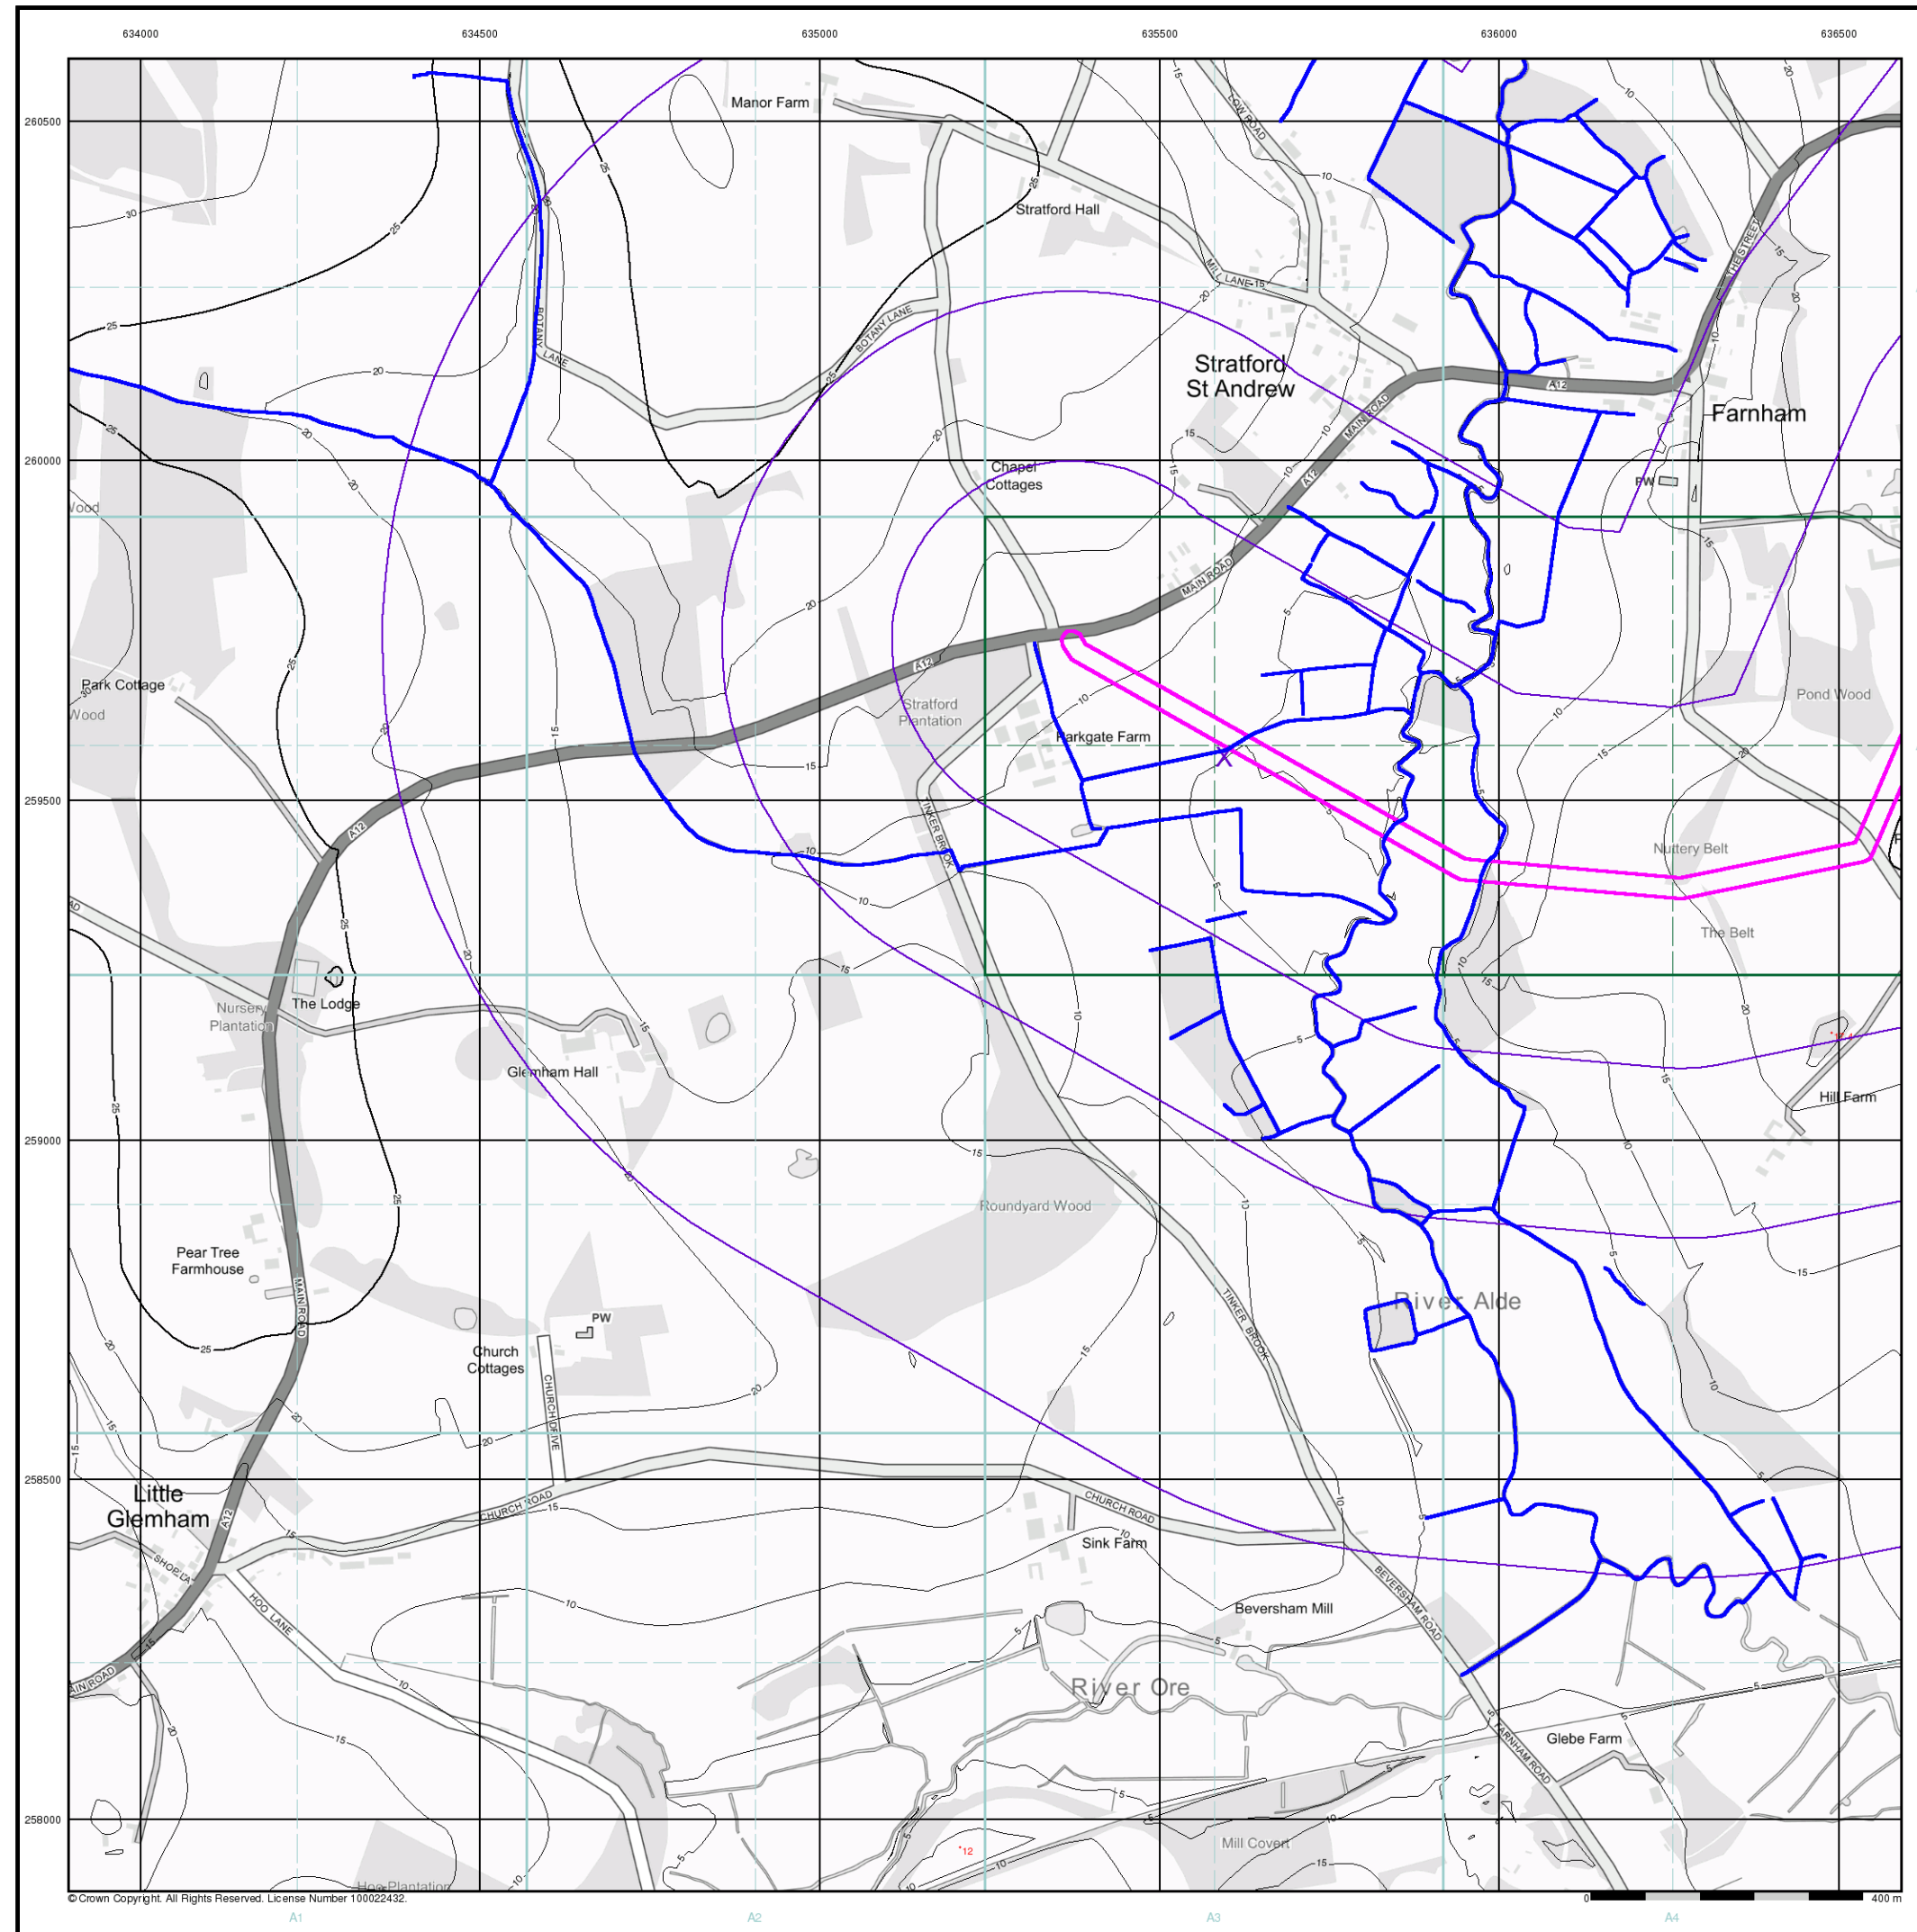 634000 634500 635000 635500 636000 636500
260500
260000
259500
259000
258500
258000
Manor Farm
LOW ROAD
Stratford Hall
MILL LANE
THE STREET
BOTANY
LANE
BOTANY LANE
Stratford
St Andrew
A12
MAIN ROAD
Farnham
Chapel
Cottages
A12
PW
Wood
MAIN ROAD
Park Cottage
Wood
A12
Stratford
Plantation
Pond Wood
Parkgate Farm
TINKER BROOK
A12
Nuttery Belt
The Belt
The Lodge
Nursery
Plantation
Glemham Hall
Hill Farm
Roundyard Wood
Pear Tree
Farmhouse
MAIN ROAD
River Alde
PW
TINKER BROOK
Church
Cottages
CHURCH DRIVE
Little
Glemham
A12
CHURCH ROAD
CHURCH ROAD
Sink Farm
SHOP LA
HOO LANE
BEVERSHAM ROAD
Beversham Mill
AIN ROAD
River Ore
FARNHAM ROAD
Glebe Farm
Mill Covert
12
Hoo Plantation
© Crown Copyright. All Rights Reserved. License Number 100022432.
0 400 m
A1 A2 A3 A4